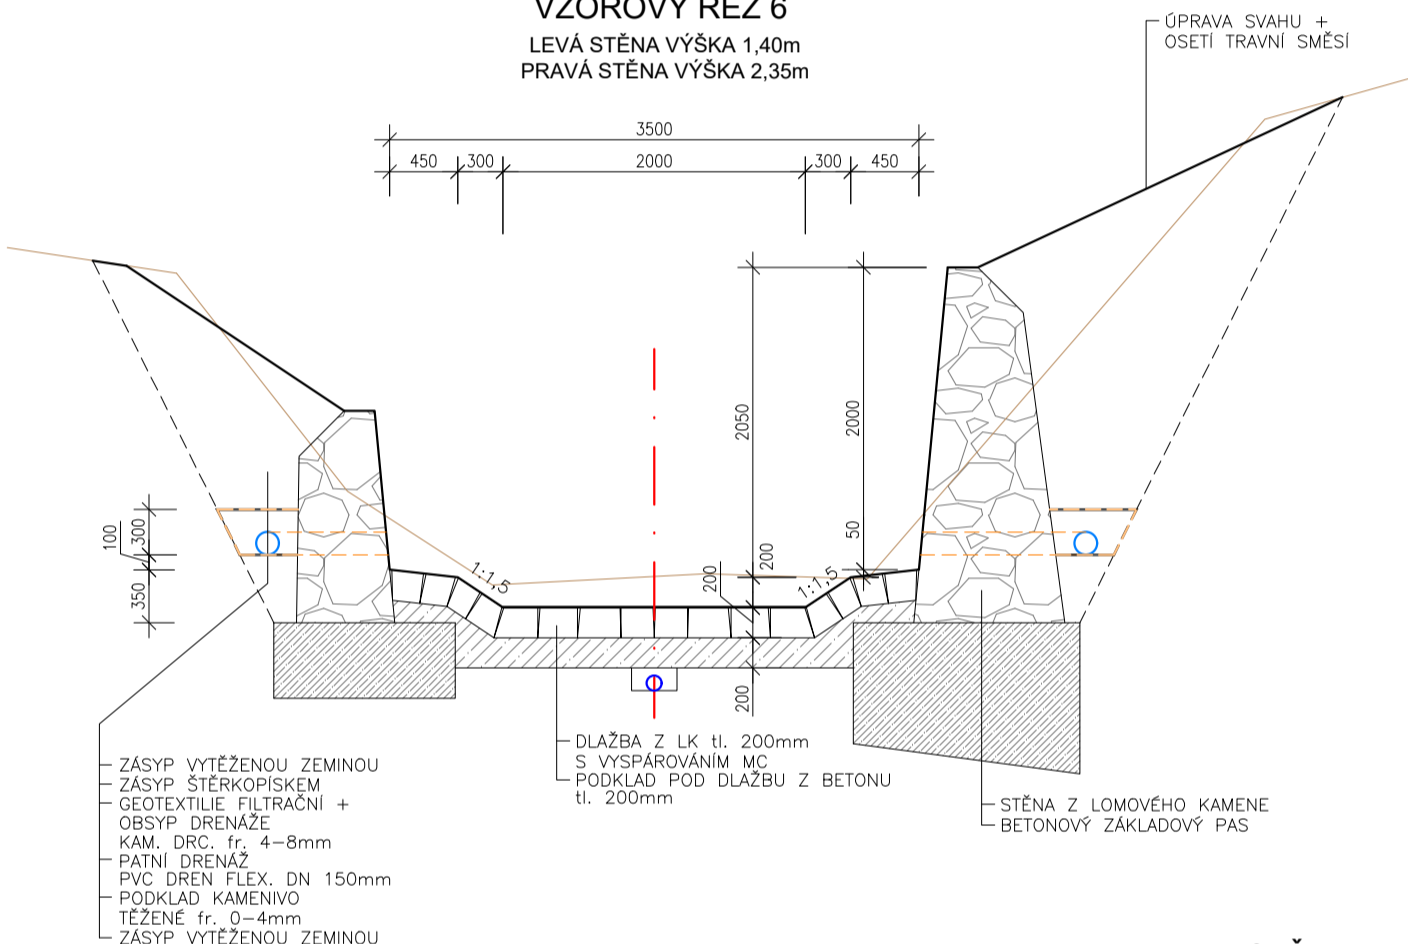 VZOROVÝ ŘEZ 6
LEVÁ STĚNA VÝŠKA 1,40m
PRAVÁ STĚNA VÝŠKA 2,35m
ÚPRAVA SVAHU +
OSETÍ TRAVNÍ SMĚSÍ
3500
450 300 2000 300 450
2050
2000
50
200
200
200
1:1,5
1:1,5
100
300
350
ZÁSYP VYTĚŽENOU ZEMINOU
ZÁSYP ŠTĚRKOPÍSKEM
GEOTEXTILIE FILTRAČNÍ +
OBSYP DRENÁŽE
KAM. DRC. fr. 4-8mm
PATNÍ DRENÁŽ
PVC DREN FLEX. DN 150mm
PODKLAD KAMENIVO
TĚŽENÉ fr. 0-4mm
ZÁSYP VYTĚŽENOU ZEMINOU
DLAŽBA Z LK tl. 200mm
S VYSPÁROVÁNÍM MC
PODKLAD POD DLAŽBU Z BETONU
tl. 200mm
STĚNA Z LOMOVÉHO KAMENE
BETONOVÝ ZÁKLADOVÝ PAS